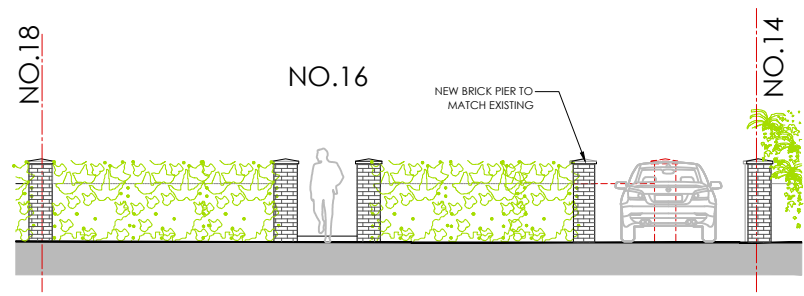 NO.18
NO.16
NEW BRICK PIER TO
MATCH EXISTING
NO.14